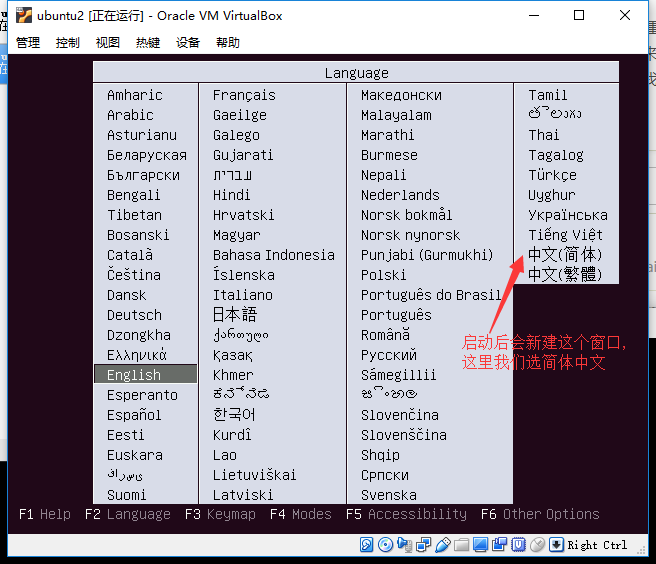 ubuntu2 [正在运行] - Oracle VM VirtualBox
管理 控制 视图 热键 设备 帮助
Language
Amharic Français Македонски Tamil
Arabic Gaeilge Malayalam తెలుగు
Asturianu Galego Marathi Thai
Беларуская Gujarati Burmese Tagalog
Български עברית Nepali Türkçe
Bengali Hindi Nederlands Uyghur
Tibetan Hrvatski Norsk bokmål Українська
Bosanski Magyar Norsk nynorsk Tiếng Việt
Català Bahasa Indonesia Punjabi (Gurmukhi) 中文(简体)
Čeština Íslenska Polski 中文(繁體)
Dansk Italiano Português do Brasil
Deutsch 日本語 Português
Dzongkha ქართული Română
Ελληνικά Қазақ Русский
English Khmer Sámegillii
Esperanto ಕನ್ನಡ සිංහල
Español 한국어 Slovenčina
Eesti Kurdî Slovenščina
Euskara Lao Shqip
فارسی Lietuviškai Српски
Suomi Latviski Svenska
启动后会新建这个窗口,
这里我们选简体中文
F1 Help F2 Language F3 Keymap F4 Modes F5 Accessibility F6 Other Options
Right Ctrl